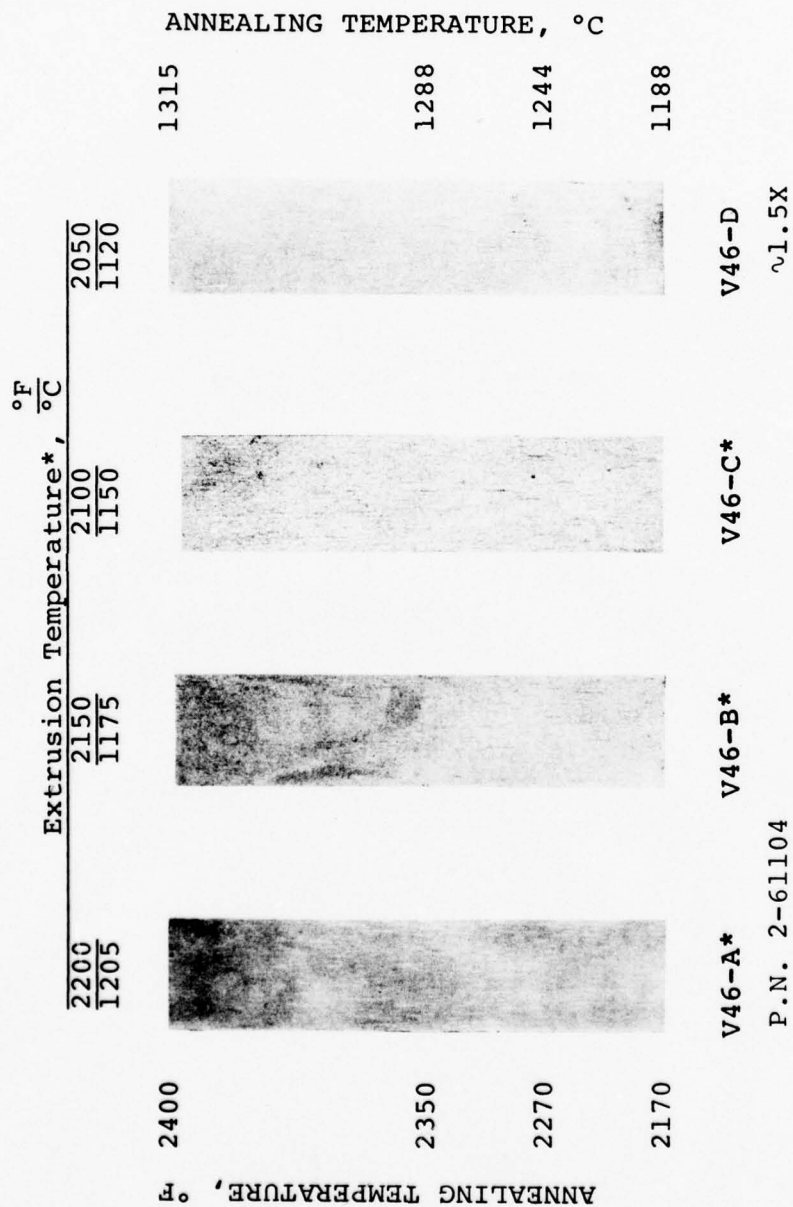 Extrusion Temperature*, °F
°C
2200 2150 2100 2050
1205 1175 1150 1120
ANNEALING TEMPERATURE, °F
2400
2350
2270
2170
ANNEALING TEMPERATURE, °C
1315
1288
1244
1188
V46-A* V46-B* V46-C* V46-D
P.N. 2-61104 ~1.5X